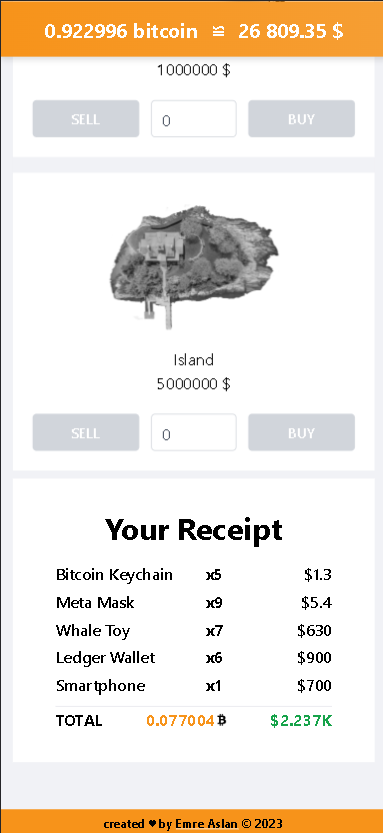 0.922996 bitcoin ≌ 26 809.35 $
1000000 $
SELL 0 BUY
Island
5000000 $
SELL 0 BUY
Your Receipt
Bitcoin Keychain x5 $1.3
Meta Mask x9 $5.4
Whale Toy x7 $630
Ledger Wallet x6 $900
Smartphone x1 $700
TOTAL 0.077004 ₿ $2.237K
created ♥ by Emre Aslan © 2023